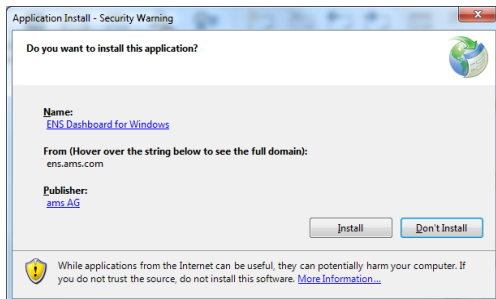 Application Install - Security Warning
Do you want to install this application?
Name:
ENS Dashboard for Windows
From (Hover over the string below to see the full domain):
ens.ams.com
Publisher:
ams AG
Install
Don't Install
While applications from the Internet can be useful, they can potentially harm your computer. If
you do not trust the source, do not install this software. More Information...